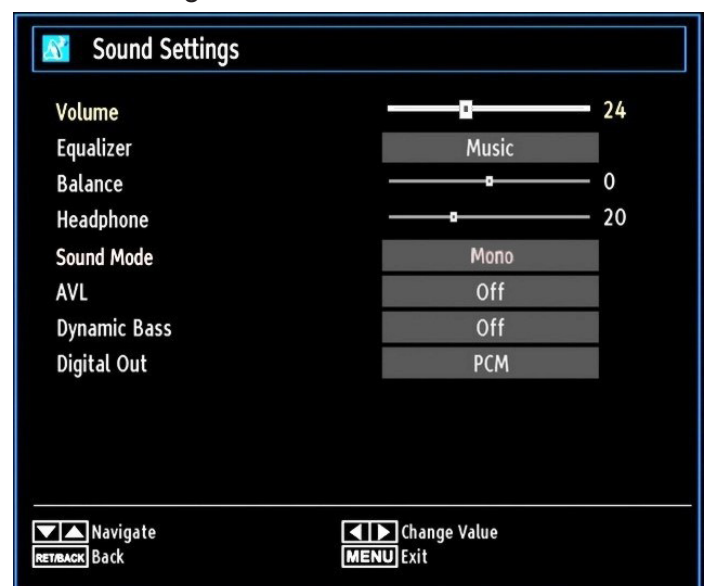 Sound Settings
Volume 24
Equalizer Music
Balance 0
Headphone 20
Sound Mode Mono
AVL Off
Dynamic Bass Off
Digital Out PCM
Navigate Change Value
RET/BACK Back MENU Exit